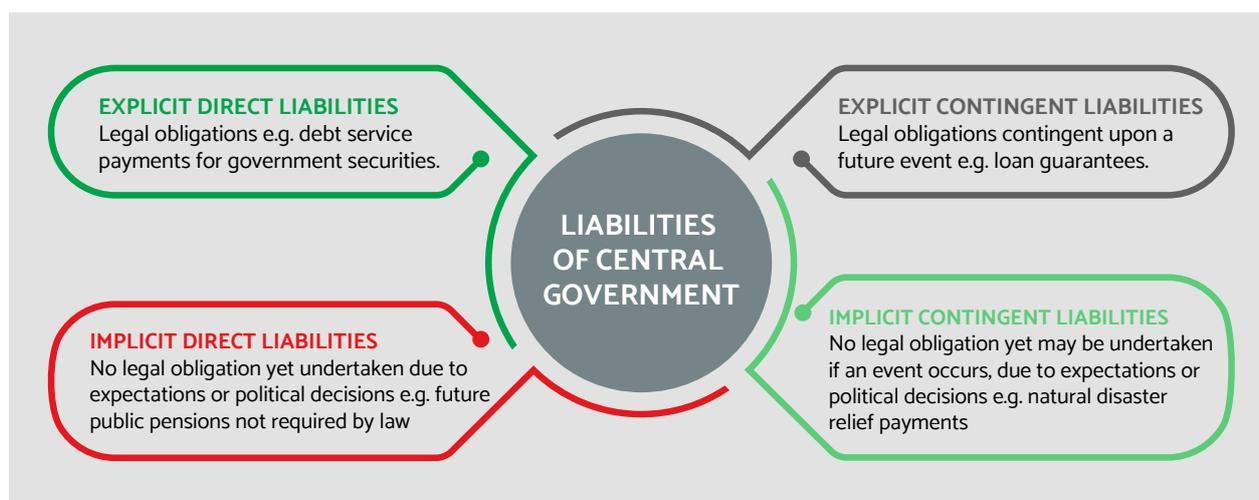 EXPLICIT DIRECT LIABILITIES
Legal obligations e.g. debt service
payments for government securities.
EXPLICIT CONTINGENT LIABILITIES
Legal obligations contingent upon a
future event e.g. loan guarantees.
LIABILITIES
OF CENTRAL
GOVERNMENT
IMPLICIT DIRECT LIABILITIES
No legal obligation yet undertaken due to
expectations or political decisions e.g. future
public pensions not required by law
IMPLICIT CONTINGENT LIABILITIES
No legal obligation yet may be undertaken
if an event occurs, due to expectations or
political decisions e.g. natural disaster
relief payments